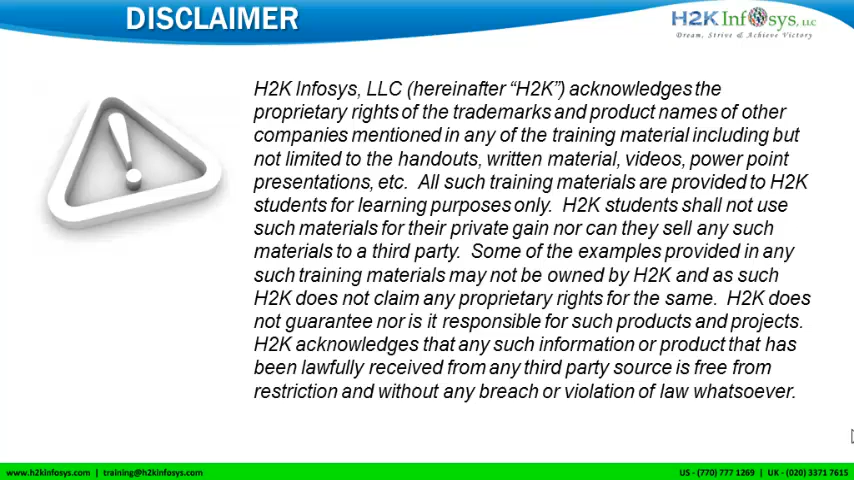 DISCLAIMER
H2K Infosys, LLC
Dream, Strive & Achieve Victory
H2K Infosys, LLC (hereinafter “H2K”) acknowledges the
proprietary rights of the trademarks and product names of other
companies mentioned in any of the training material including but
not limited to the handouts, written material, videos, power point
presentations, etc.  All such training materials are provided to H2K
students for learning purposes only.  H2K students shall not use
such materials for their private gain nor can they sell any such
materials to a third party.  Some of the examples provided in any
such training materials may not be owned by H2K and as such
H2K does not claim any proprietary rights for the same.  H2K does
not guarantee nor is it responsible for such products and projects.
H2K acknowledges that any such information or product that has
been lawfully received from any third party source is free from
restriction and without any breach or violation of law whatsoever.
www.h2kinfosys.com | training@h2kinfosys.com
US - (770) 777 1269 | UK - (020) 3371 7615